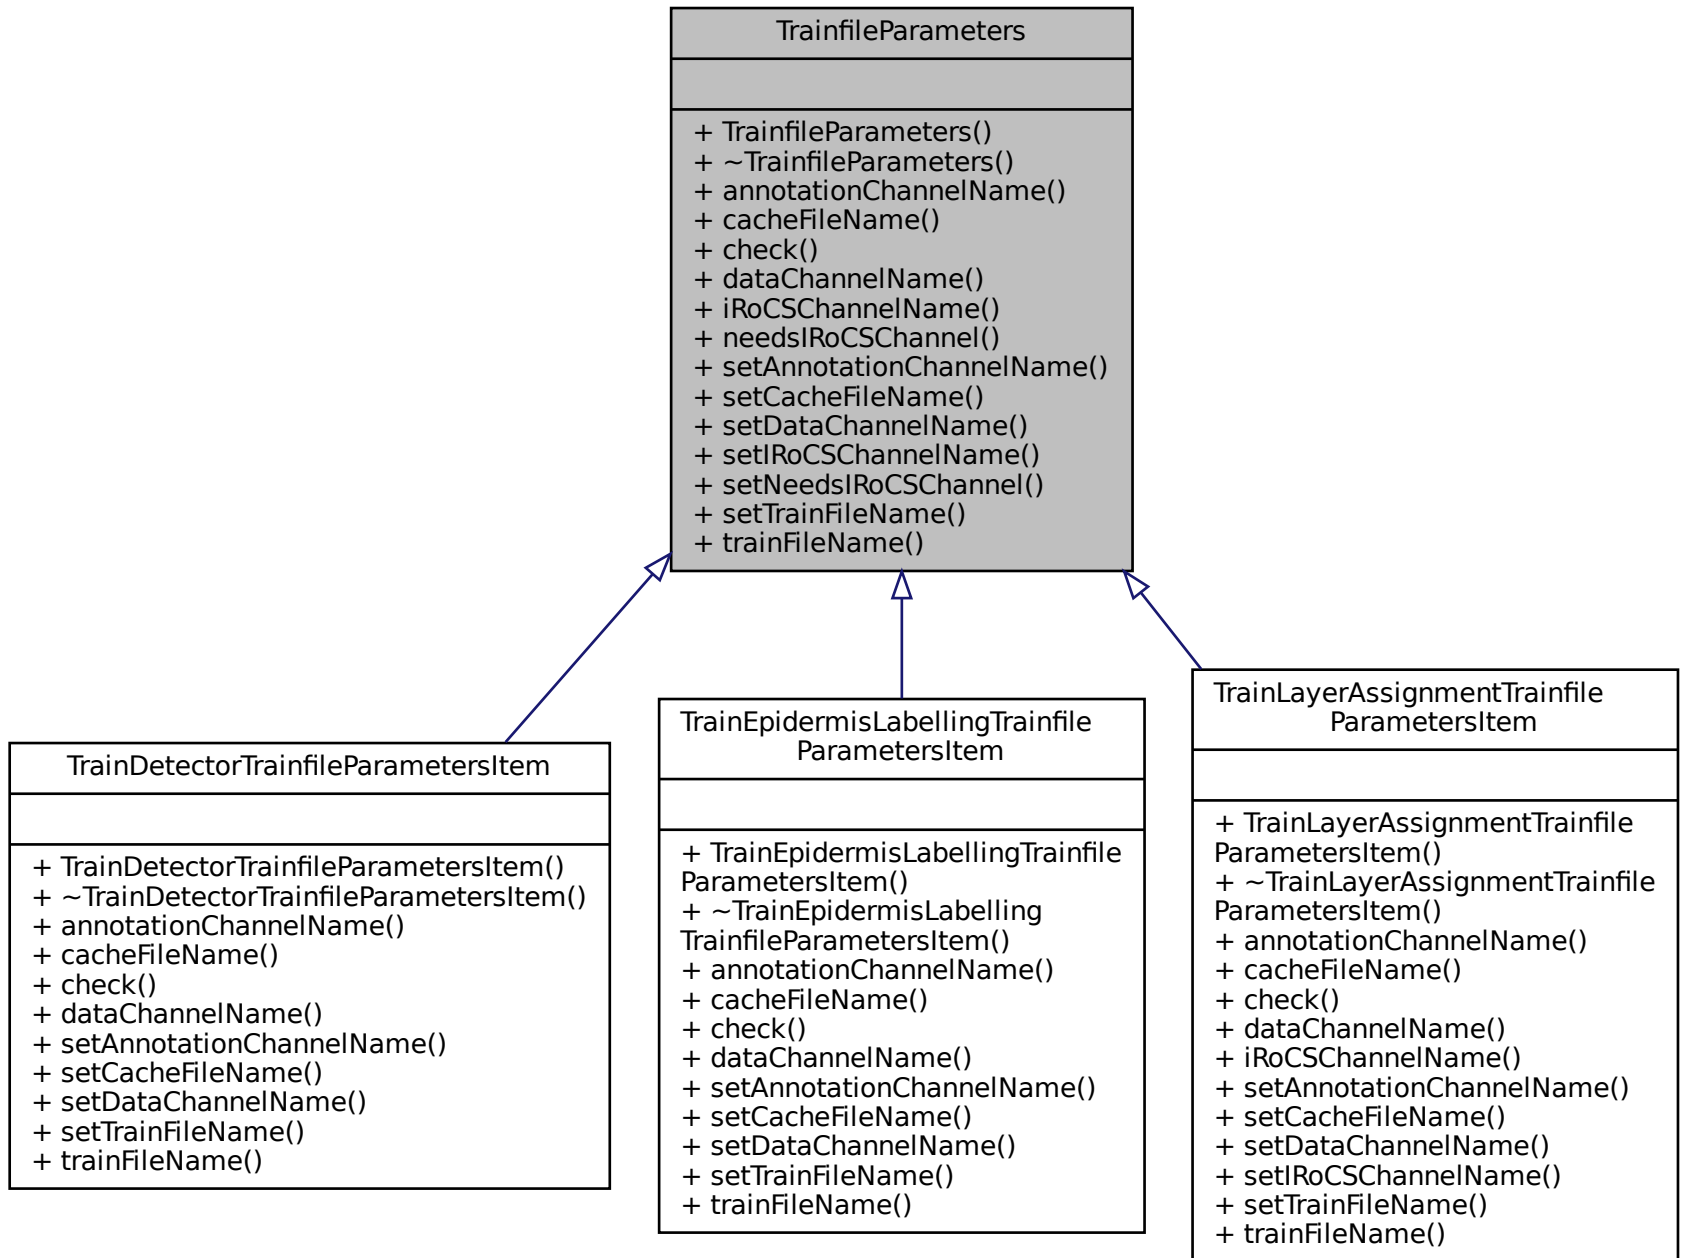 TrainfileParameters
+ TrainfileParameters()
+ ~TrainfileParameters()
+ annotationChannelName()
+ cacheFileName()
+ check()
+ dataChannelName()
+ iRoCSChannelName()
+ needsIRoCSChannel()
+ setAnnotationChannelName()
+ setCacheFileName()
+ setDataChannelName()
+ setIRoCSChannelName()
+ setNeedsIRoCSChannel()
+ setTrainFileName()
+ trainFileName()
TrainDetectorTrainfileParametersItem
+ TrainDetectorTrainfileParametersItem()
+ ~TrainDetectorTrainfileParametersItem()
+ annotationChannelName()
+ cacheFileName()
+ check()
+ dataChannelName()
+ setAnnotationChannelName()
+ setCacheFileName()
+ setDataChannelName()
+ setTrainFileName()
+ trainFileName()
TrainEpidermisLabellingTrainfile
ParametersItem
+ TrainEpidermisLabellingTrainfile
ParametersItem()
+ ~TrainEpidermisLabelling
TrainfileParametersItem()
+ annotationChannelName()
+ cacheFileName()
+ check()
+ dataChannelName()
+ setAnnotationChannelName()
+ setCacheFileName()
+ setDataChannelName()
+ setTrainFileName()
+ trainFileName()
TrainLayerAssignmentTrainfile
ParametersItem
+ TrainLayerAssignmentTrainfile
ParametersItem()
+ ~TrainLayerAssignmentTrainfile
ParametersItem()
+ annotationChannelName()
+ cacheFileName()
+ check()
+ dataChannelName()
+ iRoCSChannelName()
+ setAnnotationChannelName()
+ setCacheFileName()
+ setDataChannelName()
+ setIRoCSChannelName()
+ setTrainFileName()
+ trainFileName()